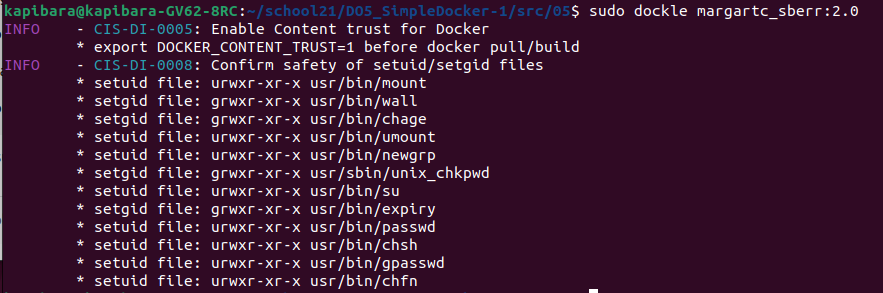 kapibara@kapibara-GV62-8RC:~/school21/DO5_SimpleDocker-1/src/05$ sudo dockle margartc_sberr:2.0
INFO    - CIS-DI-0005: Enable Content trust for Docker
        * export DOCKER_CONTENT_TRUST=1 before docker pull/build
INFO    - CIS-DI-0008: Confirm safety of setuid/setgid files
        * setuid file: urwxr-xr-x usr/bin/mount
        * setgid file: grwxr-xr-x usr/bin/wall
        * setgid file: grwxr-xr-x usr/bin/chage
        * setuid file: urwxr-xr-x usr/bin/umount
        * setuid file: urwxr-xr-x usr/bin/newgrp
        * setgid file: grwxr-xr-x usr/sbin/unix_chkpwd
        * setuid file: urwxr-xr-x usr/bin/su
        * setgid file: grwxr-xr-x usr/bin/expiry
        * setuid file: urwxr-xr-x usr/bin/passwd
        * setuid file: urwxr-xr-x usr/bin/chsh
        * setuid file: urwxr-xr-x usr/bin/gpasswd
        * setuid file: urwxr-xr-x usr/bin/chfn